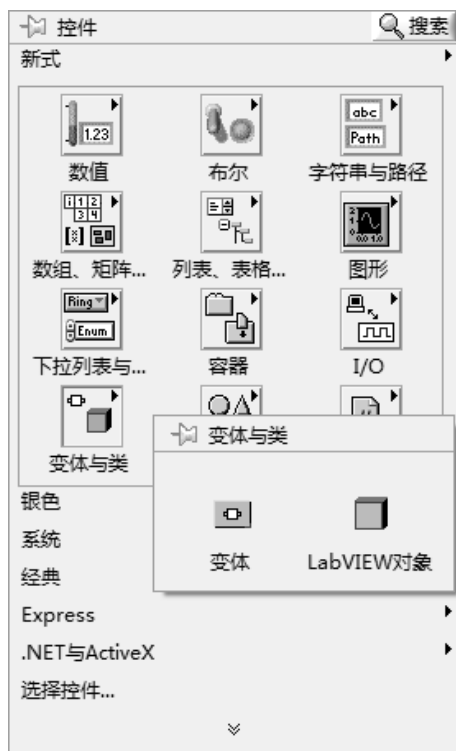 控件 搜索
新式
1.23
abc
Path
数值 布尔 字符串与路径
数组、矩阵... 列表、表格... 图形
Ring
Enum
下拉列表与... 容器 I/O
变体与类
变体与类
变体 LabVIEW对象
银色
系统
经典
Express
.NET与ActiveX
选择控件...